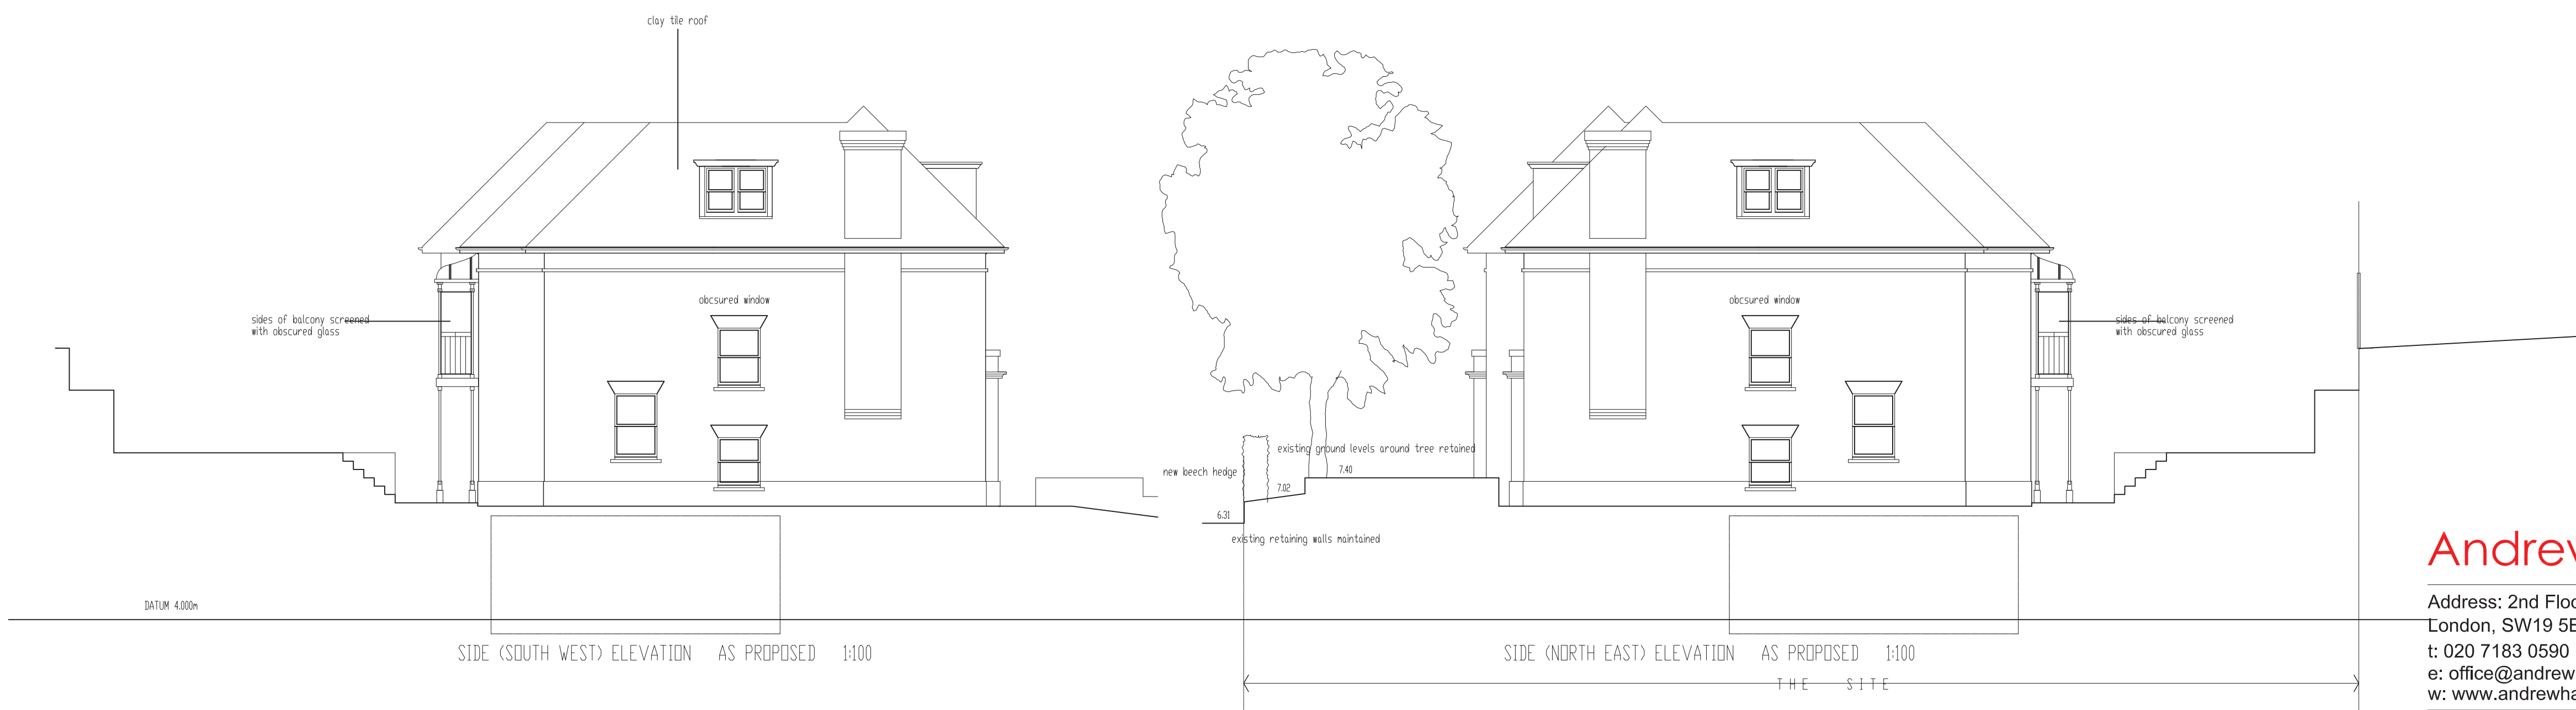 clay tile roof
obcsured window
sides of balcony screened
with obscured glass
DATUM 4.000m
SIDE (SOUTH WEST) ELEVATION AS PROPOSED 1:100
new beech hedge
existing ground levels around tree retained
7.40
7.02
6.31
existing retaining walls maintained
obcsured window
sides of balcony screened
with obscured glass
SIDE (NORTH EAST) ELEVATION AS PROPOSED 1:100
THE SITE
Andrew
Address: 2nd Floo
London, SW19 5E
t: 020 7183 0590
e: office@andrew
w: www.andrewha